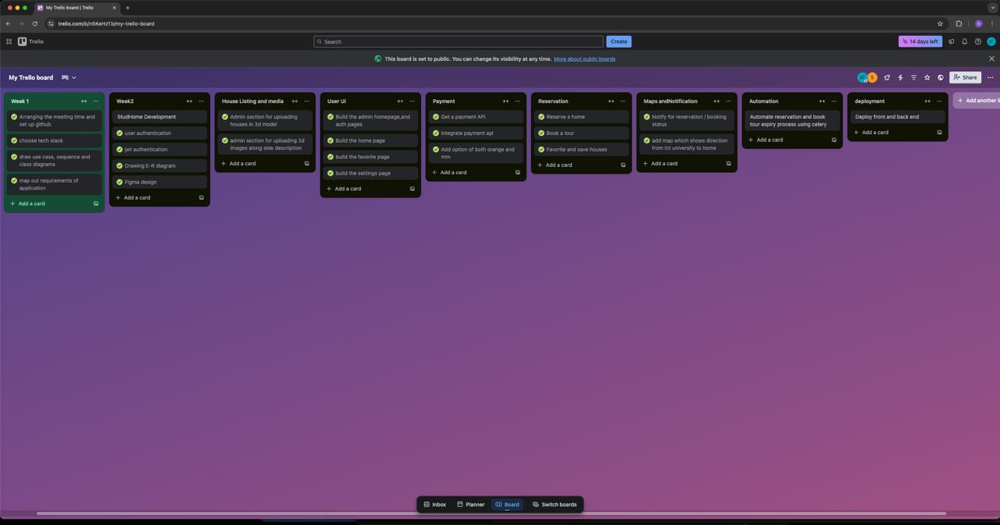 My Trello board | Trello
trello.com/b/n5KeHzTb/my-trello-board
Trello
Search
Create
14 days left
This board is set to public. You can change its visibility at any time. More about public boards
My Trello board
Share
Week 1
Arranging the meeting time and
set up github
choose tech stack
draw use case, sequence and
class diagrams
map out requirements of
application
Add a card
Week2
StudHome Development
user authentication
jwt authentication
Drawing E-R diagram
Figma design
Add a card
House Listing and media
Admin section for uploading
houses in 3d model
admin section for uploading 2d
images along side description
Add a card
User Ui
Build the admin homepage,and
auth pages
Build the home page
build the favorite page
build the settings page
Add a card
Payment
Get a payment API
integrate payment api
Add option of both orange and
mtn
Add a card
Reservation
Reserve a home
Book a tour
Favorite and save houses
Add a card
Maps andNotification
Notify for reservation / booking
status
add map which shows direction
from ict university to home
Add a card
Automation
Automate reservation and book
tour expiry process using celery
Add a card
deployment
Deploy front and back end
Add a card
Add another li
Inbox
Planner
Board
Switch boards